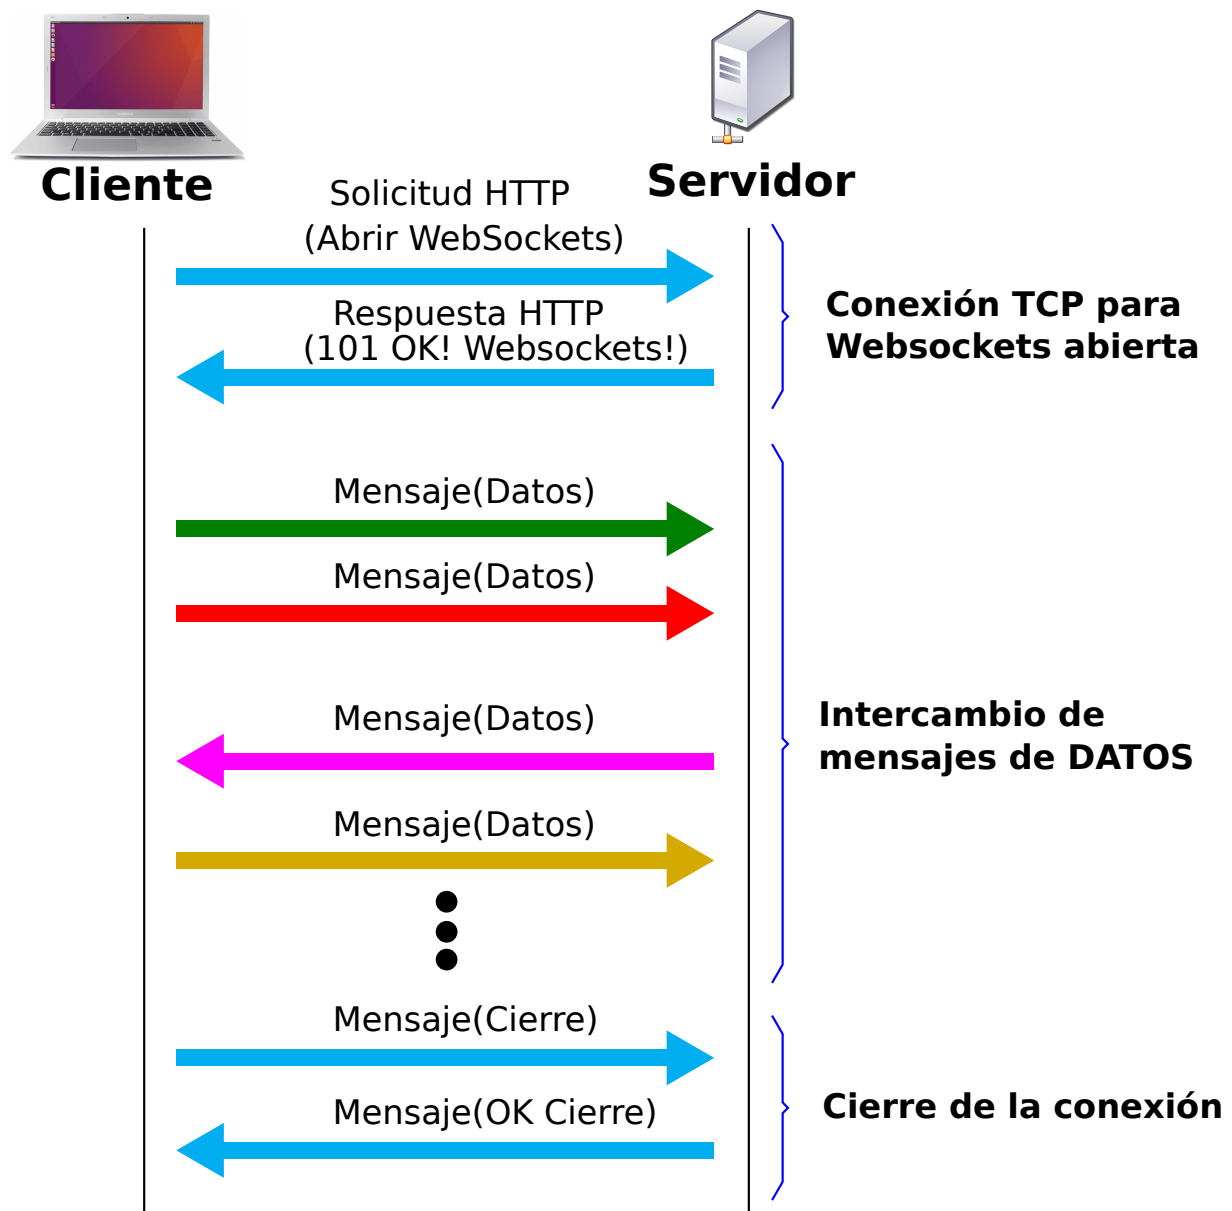 Cliente
Servidor
Solicitud HTTP
(Abrir WebSockets)
Respuesta HTTP
(101 OK! Websockets!)
Conexión TCP para
Websockets abierta
Mensaje(Datos)
Mensaje(Datos)
Mensaje(Datos)
Mensaje(Datos)
Intercambio de
mensajes de DATOS
Mensaje(Cierre)
Mensaje(OK Cierre)
Cierre de la conexión